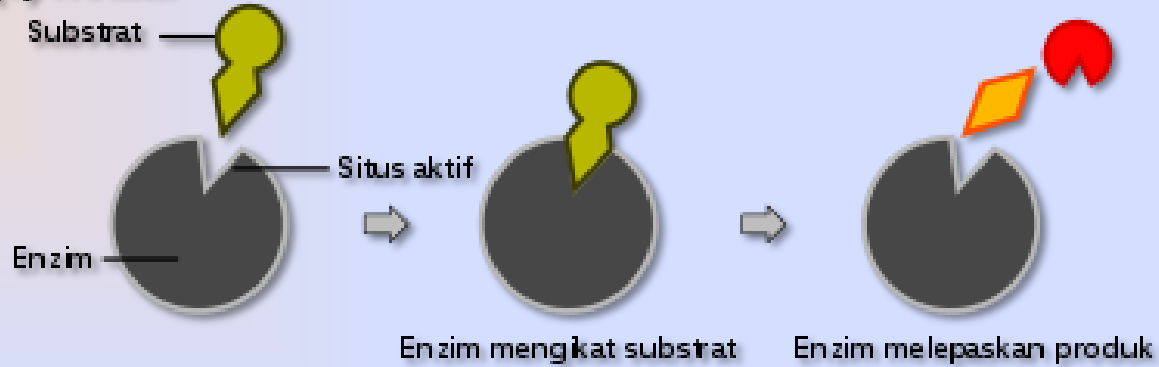 Substrat
Situs aktif
Enzim
Enzim mengikat substrat
Enzim melepaskan produk